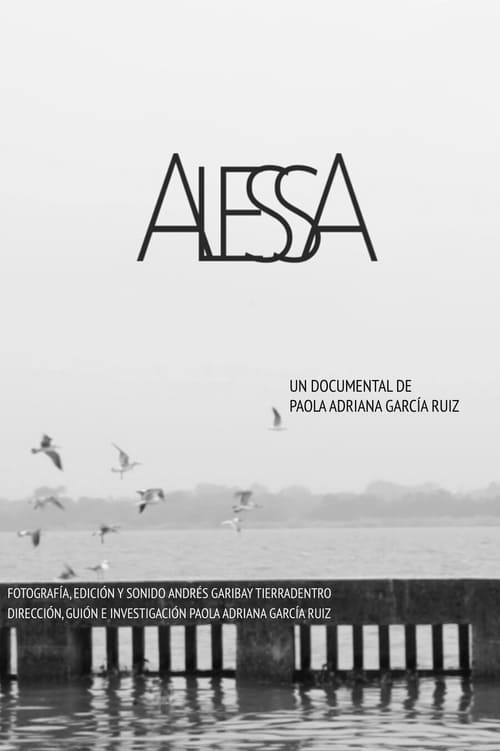 ALESSA
UN DOCUMENTAL DE
PAOLA ADRIANA GARCÍA RUIZ
FOTOGRAFÍA, EDICIÓN Y SONIDO ANDRÉS GARIBAY TIERRADENTRO
DIRECCIÓN, GUIÓN E INVESTIGACIÓN PAOLA ADRIANA GARCÍA RUIZ